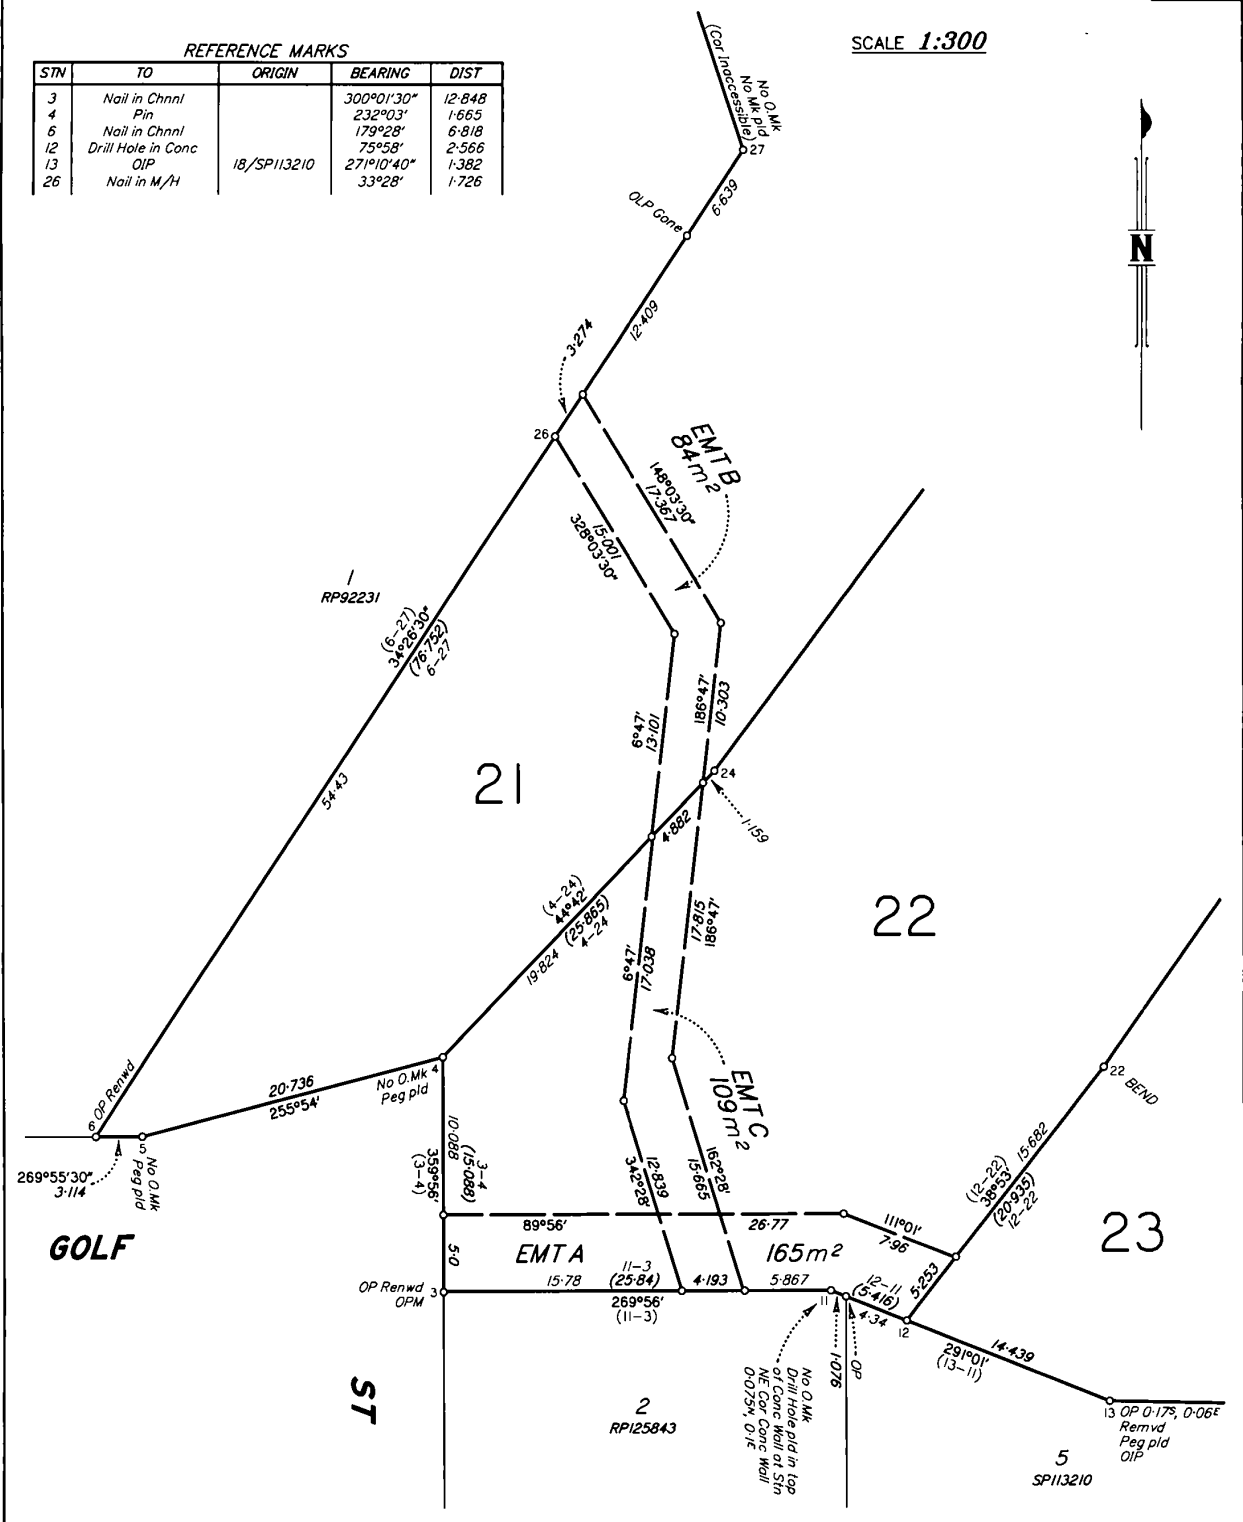 SCALE 1:300
REFERENCE MARKS
STN TO ORIGIN BEARING DIST
3 Nail in Chnnl 300°01'30" 12·848
4 Pin 232°03' 1·665
6 Nail in Chnnl 179°28' 6·818
12 Drill Hole in Conc 75°58' 2·566
13 OIP 18/SP113210 271°10'40" 1·382
26 Nail in M/H 33°28' 1·726
No O.Mk
No Mk pld
(Cor Inaccessible)
27
6·639
OLP Gone
N
12·409
3·274
26
EMT B
84m2
148°03'30"
17·367
15·001
328°03'30"
1
RP92231
(6-27)
34°26'30"
(76·752)
6-27
54·43
6°47'
13·101
186°47'
10·303
21
24
1·159
4·882
22
(4-24)
44°42'
(25·865)
4-24
19·824
17·815
186°47'
6°47'
17·038
OP Renwd
6
20·736
255°54'
No O.Mk
Peg pld
4
5
No O.Mk
Peg pld
269°55'30"
3·114
GOLF
EMT C
109m2
22
BEND
10·088
359°56'
(3-4)
3-4
(15·088)
12·839
342°28'
162°28'
15·665
(12-22)
38°53'
(20·935)
12-22
15·682
89°56'
26·77
111°01'
7·96
23
EMT A
165m2
5·0
OP Renwd
OPM
3
15·78
11-3
(25·84)
269°56'
(11-3)
4·193
5·867
11
12-11
(5·416)
4·34
5·253
12
OP
1·076
14·439
291°01'
(13-11)
ST
2
RP125843
No O.Mk
Drill Hole pld in top
of Conc Wall at Stn
NE Cor Conc Wall
0·075N, 0·1E
13 OP 0·17S, 0·06E
Remvd
Peg pld
OIP
5
SP113210